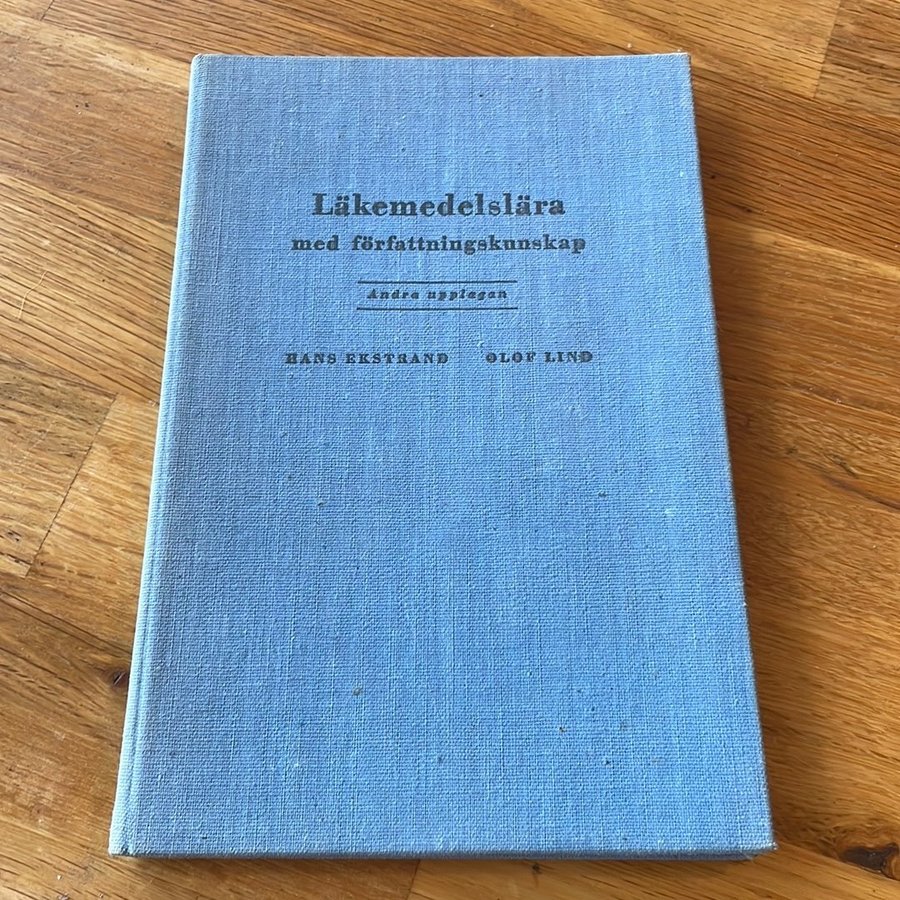 Läkemedelslära
med författningskunskap
Andra upplagan
HANS EKSTRAND OLOF LIND